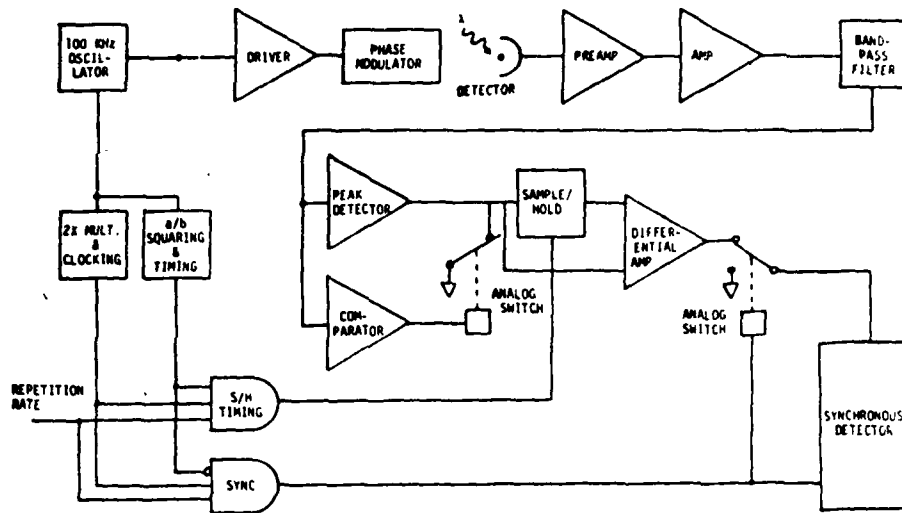 100 KHz
OSCIL-
LATOR
DRIVER
PHASE
MODULATOR
λ
DETECTOR
PREAMP
AMP
BAND-
PASS
FILTER
2X MULT.
&
CLOCKING
a/b
SQUARING
&
TIMING
PEAK
DETECTOR
SAMPLE/
HOLD
DIFFER-
ENTIAL
AMP
COM-
PARATOR
ANALOG
SWITCH
ANALOG
SWITCH
REPETITION
RATE
S/H
TIMING
SYNC
SYNCHRONOUS
DETECTOR